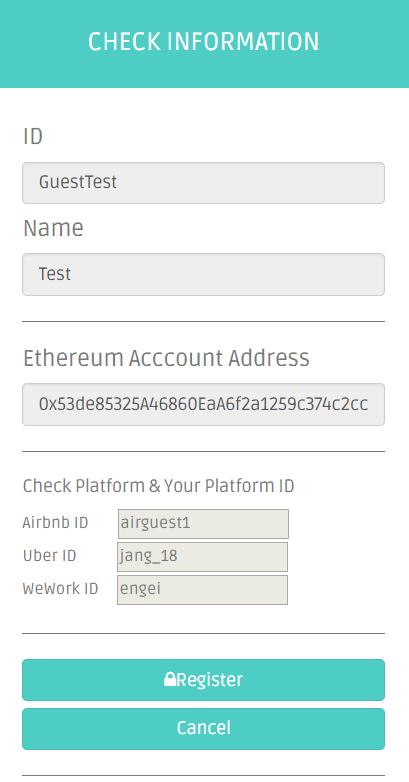 CHECK INFORMATION
ID
GuestTest
Name
Test
Ethereum Acccount Address
0x53de85325A46860EaA6f2a1259c374c2cc
Check Platform & Your Platform ID
Airbnb ID airguest1
Uber ID jang_18
WeWork ID engei
Register
Cancel